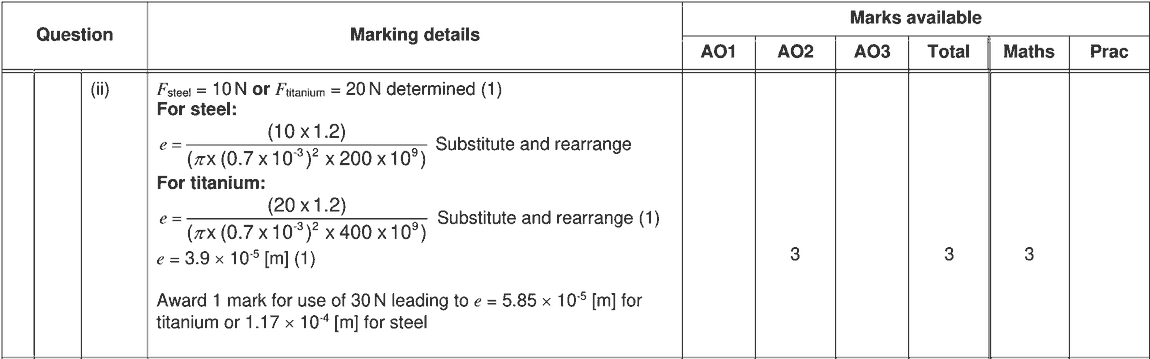 Question Marking details Marks available
AO1 AO2 AO3 Total Maths Prac
(ii) F_steel = 10 N or F_titanium = 20 N determined (1)
For steel:
e = (10 x 1.2) / (π x (0.7 x 10⁻³)² x 200 x 10⁹) Substitute and rearrange
For titanium:
e = (20 x 1.2) / (π x (0.7 x 10⁻³)² x 400 x 10⁹) Substitute and rearrange (1)
e = 3.9 × 10⁻⁵ [m] (1) 3 3 3
Award 1 mark for use of 30 N leading to e = 5.85 × 10⁻⁵ [m] for
titanium or 1.17 × 10⁻⁴ [m] for steel